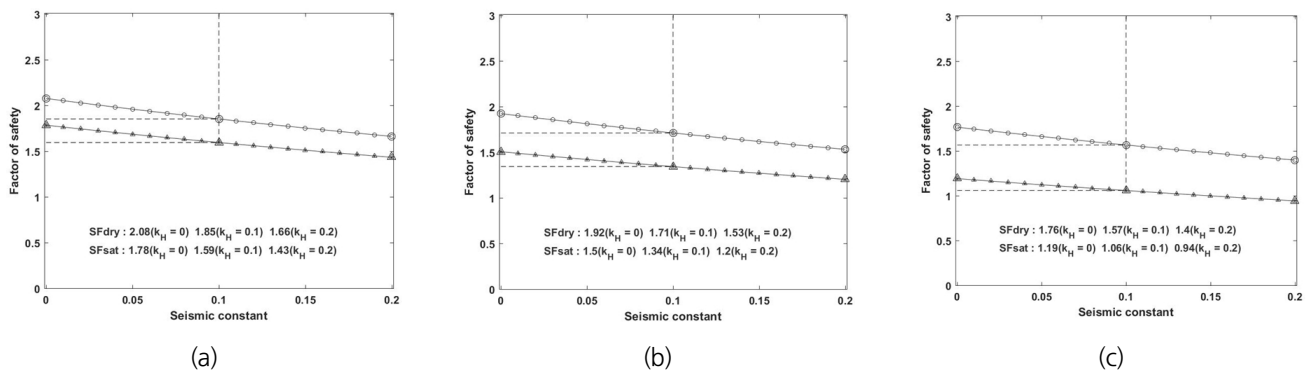 3
2.5
2
1.5
1
0.5
0
Factor of safety
SFdry : 2.08(kH = 0) 1.85(kH = 0.1) 1.66(kH = 0.2)
SFsat : 1.78(kH = 0) 1.59(kH = 0.1) 1.43(kH = 0.2)
0 0.05 0.1 0.15 0.2
Seismic constant
(a)
3
2.5
2
1.5
1
0.5
0
Factor of safety
SFdry : 1.92(kH = 0) 1.71(kH = 0.1) 1.53(kH = 0.2)
SFsat : 1.5(kH = 0) 1.34(kH = 0.1) 1.2(kH = 0.2)
0 0.05 0.1 0.15 0.2
Seismic constant
(b)
3
2.5
2
1.5
1
0.5
0
Factor of safety
SFdry : 1.76(kH = 0) 1.57(kH = 0.1) 1.4(kH = 0.2)
SFsat : 1.19(kH = 0) 1.06(kH = 0.1) 0.94(kH = 0.2)
0 0.05 0.1 0.15 0.2
Seismic constant
(c)